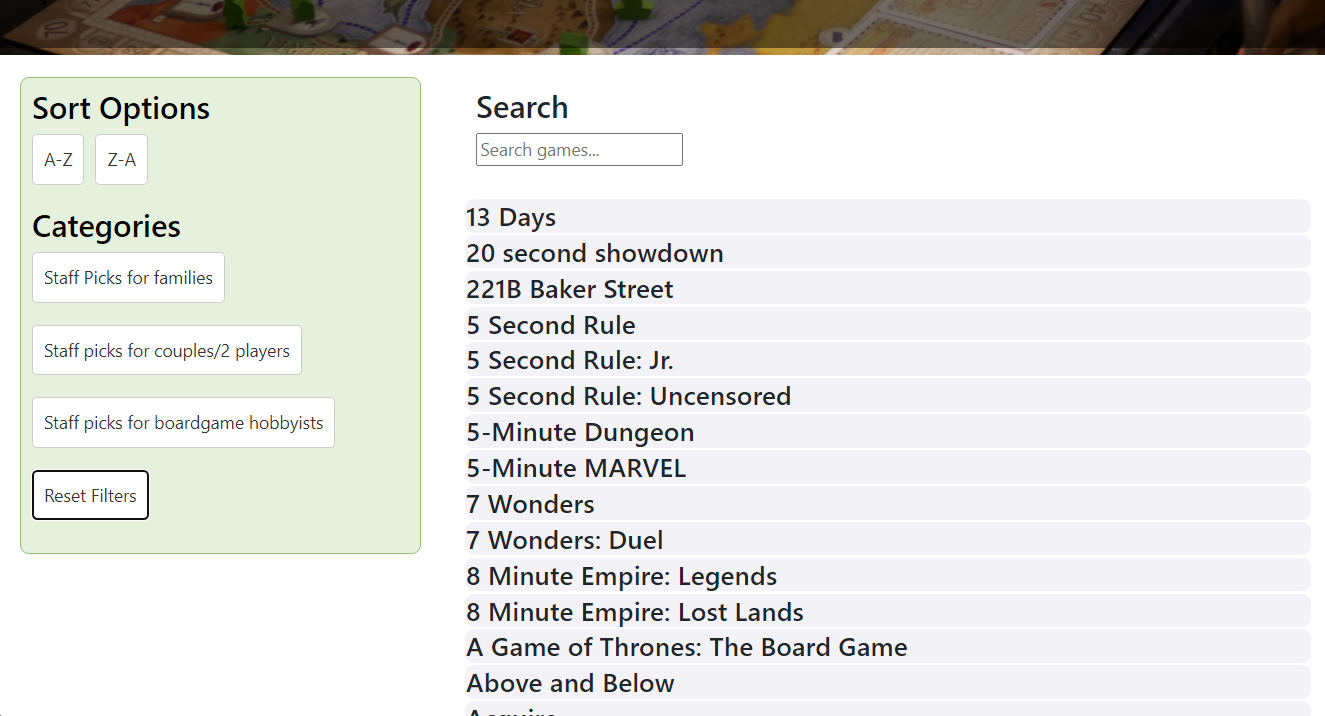 Sort Options
A-Z Z-A
Categories
Staff Picks for families
Staff picks for couples/2 players
Staff picks for boardgame hobbyists
Reset Filters
Search
Search games...
13 Days
20 second showdown
221B Baker Street
5 Second Rule
5 Second Rule: Jr.
5 Second Rule: Uncensored
5-Minute Dungeon
5-Minute MARVEL
7 Wonders
7 Wonders: Duel
8 Minute Empire: Legends
8 Minute Empire: Lost Lands
A Game of Thrones: The Board Game
Above and Below